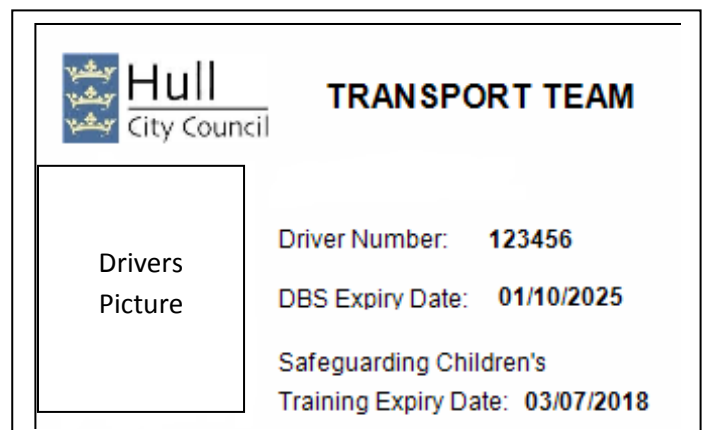 Hull
City Council
TRANSPORT TEAM
Drivers
Picture
Driver Number: 123456
DBS Expiry Date: 01/10/2025
Safeguarding Children's
Training Expiry Date: 03/07/2018